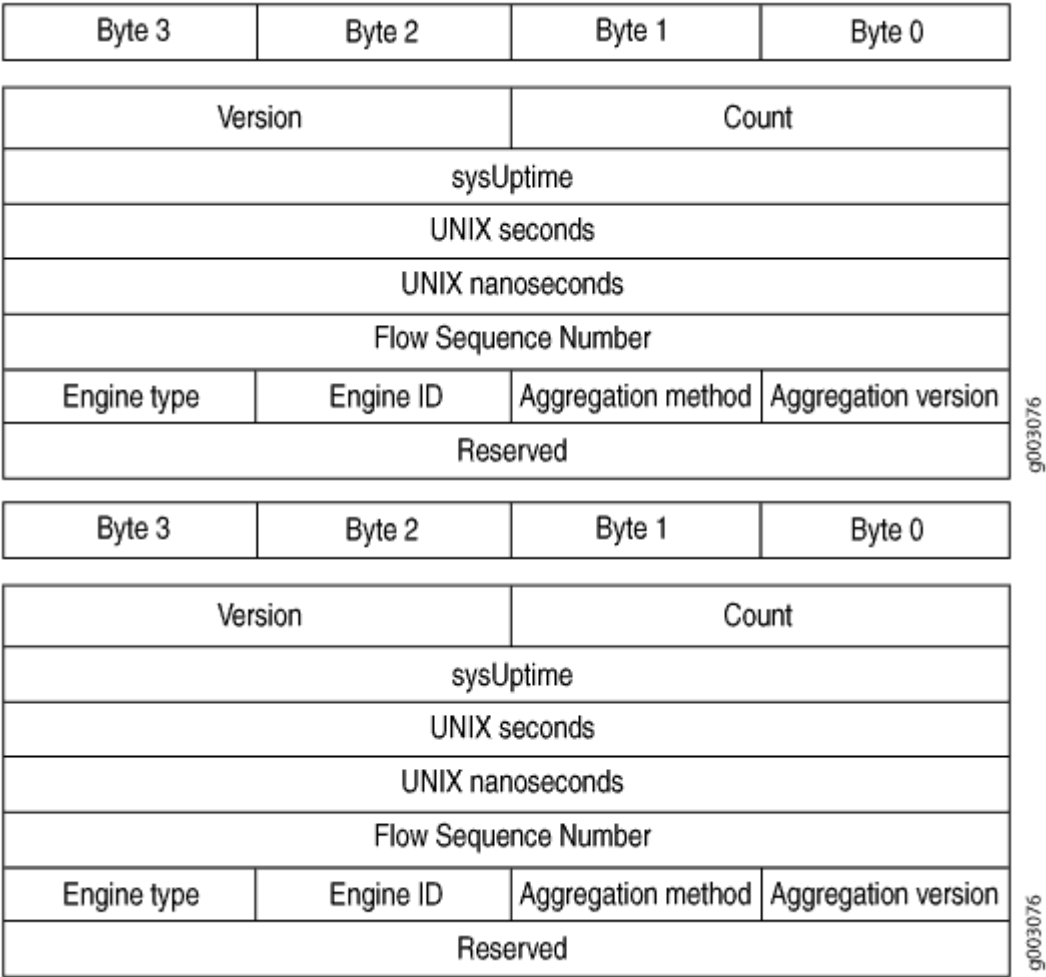 Byte 3 Byte 2 Byte 1 Byte 0
Version Count
sysUptime
UNIX seconds
UNIX nanoseconds
Flow Sequence Number
Engine type Engine ID Aggregation method Aggregation version
Reserved
g003076
Byte 3 Byte 2 Byte 1 Byte 0
Version Count
sysUptime
UNIX seconds
UNIX nanoseconds
Flow Sequence Number
Engine type Engine ID Aggregation method Aggregation version
Reserved
g003076